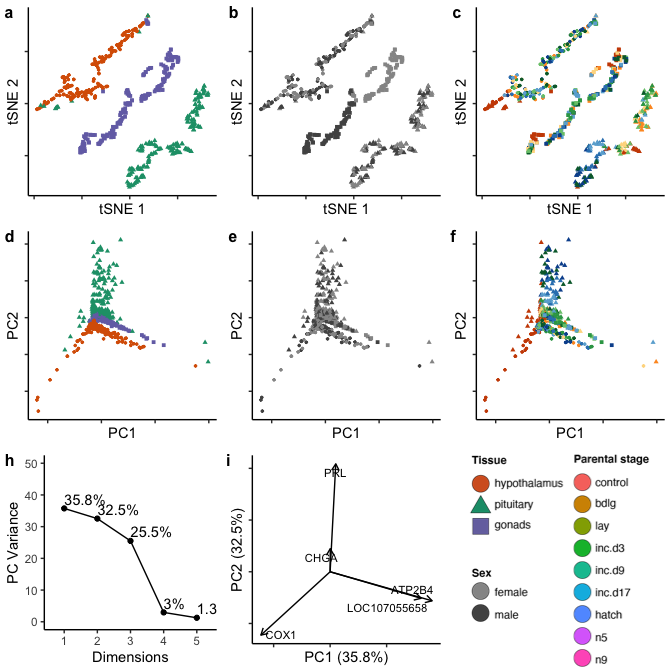 a
tSNE 2
tSNE 1
b
tSNE 2
tSNE 1
c
tSNE 2
tSNE 1
d
PC2
PC1
e
PC2
PC1
f
PC2
PC1
h
PC Variance
50
40
30
20
10
0
35.8%
32.5%
25.5%
3%
1.3
1 2 3 4 5
Dimensions
i
PC2 (32.5%)
PRL
CHGA
ATP2B4
LOC107055658
COX1
PC1 (35.8%)
Tissue
hypothalamus
pituitary
gonads
Sex
female
male
Parental stage
control
bdlg
lay
inc.d3
inc.d9
inc.d17
hatch
n5
n9